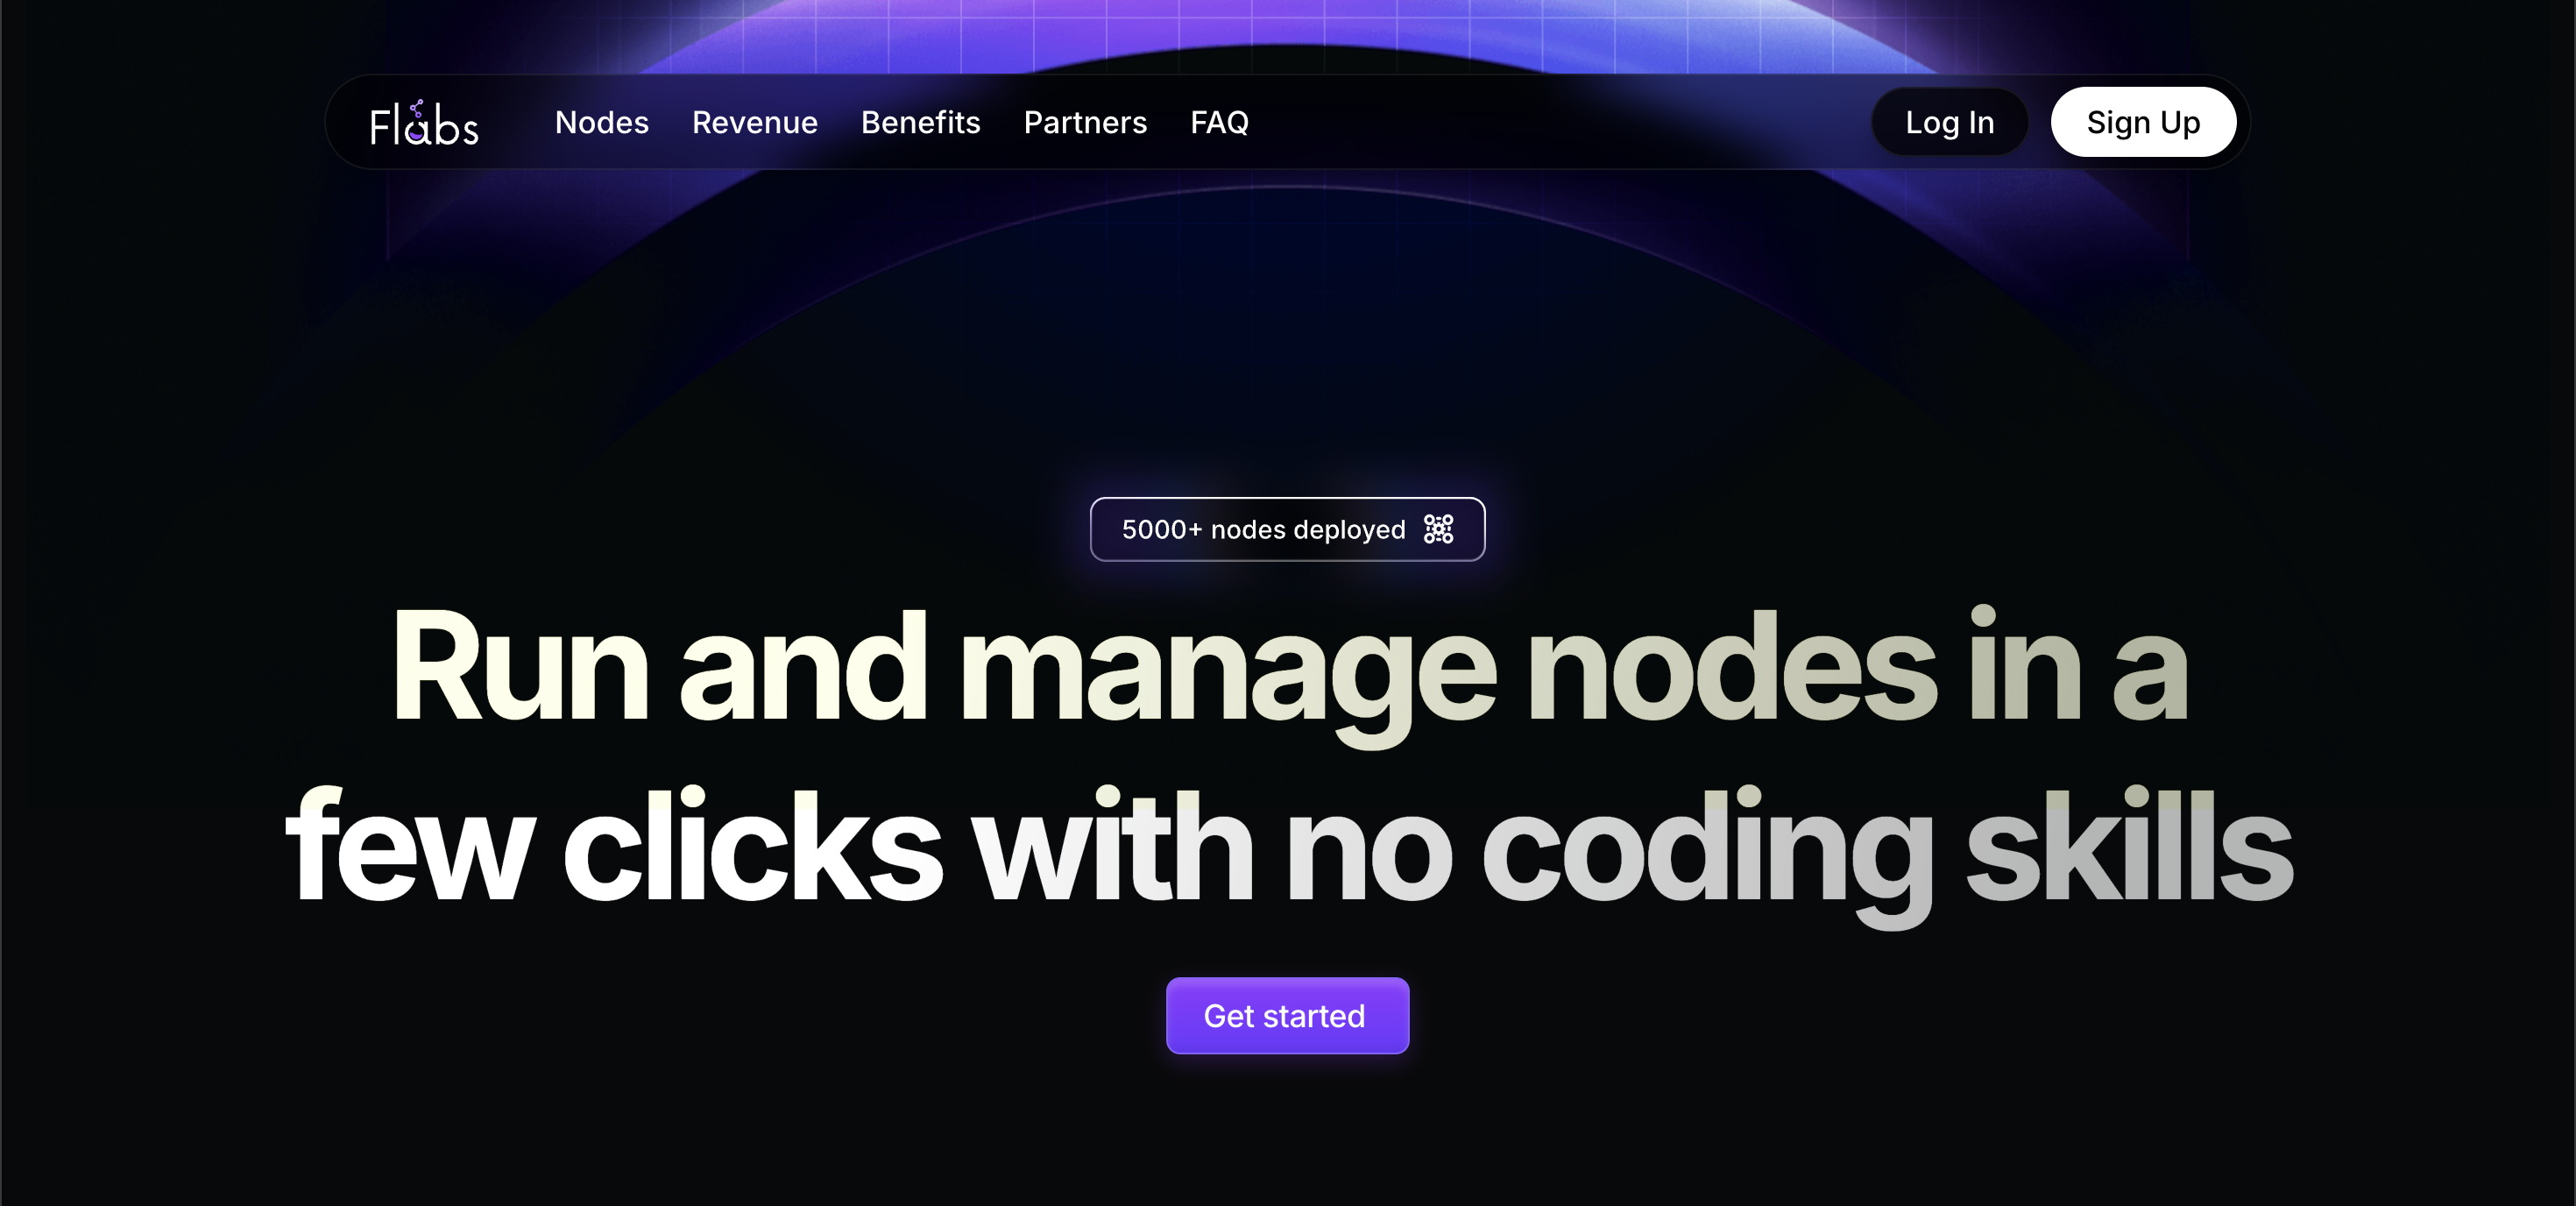 Flabs
Nodes Revenue Benefits Partners FAQ
Log In Sign Up
5000+ nodes deployed
Run and manage nodes in a
few clicks with no coding skills
Get started